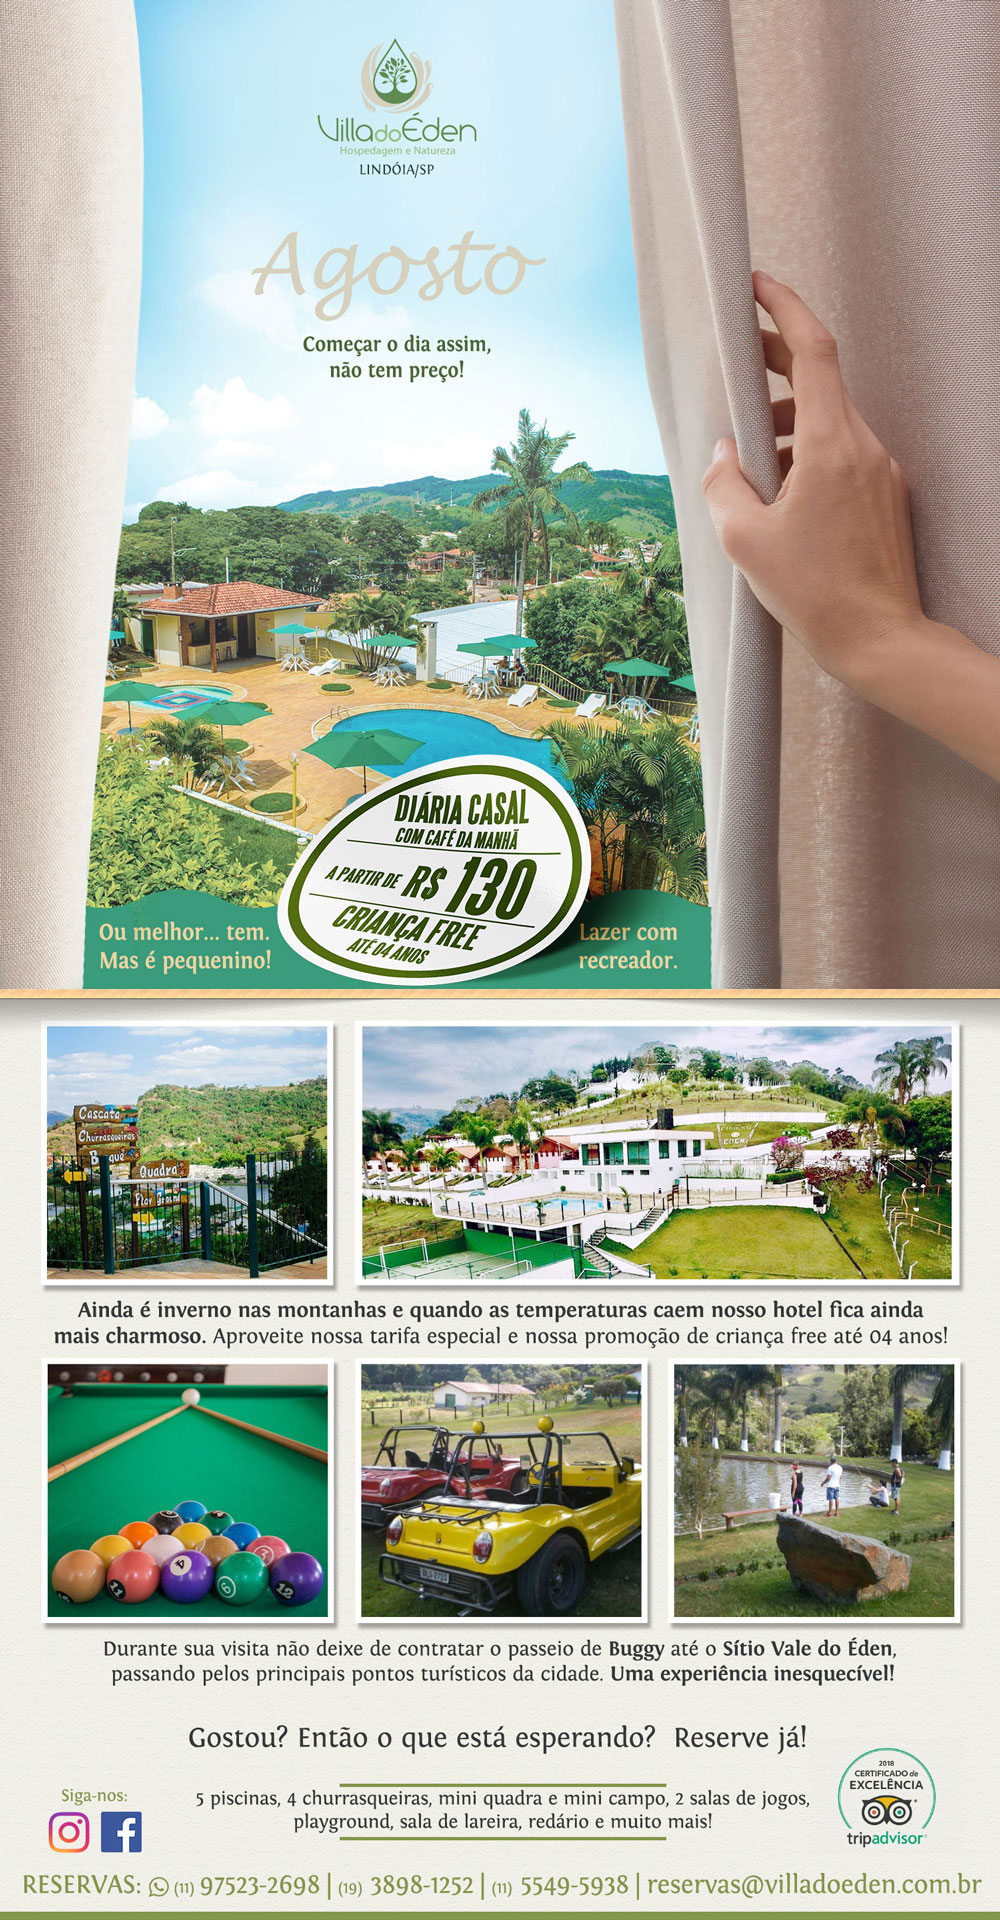 Villa do Éden
Hospedagem e Natureza
LINDÓIA/SP
Agosto
Começar o dia assim,
não tem preço!
DIÁRIA CASAL
COM CAFÉ DA MANHÃ
A PARTIR DE R$ 130
CRIANÇA FREE
ATÉ 04 ANOS
Ou melhor... tem.
Mas é pequenino!
Lazer com
recreador.
Cascata
Churrasqueiras
Quadra
Ainda é inverno nas montanhas e quando as temperaturas caem nosso hotel fica ainda
mais charmoso. Aproveite nossa tarifa especial e nossa promoção de criança free até 04 anos!
4
11
6
12
Durante sua visita não deixe de contratar o passeio de Buggy até o Sítio Vale do Éden,
passando pelos principais pontos turísticos da cidade. Uma experiência inesquecível!
Gostou? Então o que está esperando? Reserve já!
Siga-nos:
5 piscinas, 4 churrasqueiras, mini quadra e mini campo, 2 salas de jogos,
playground, sala de lareira, redário e muito mais!
2018
CERTIFICADO de
EXCELÊNCIA
tripadvisor
RESERVAS: (11) 97523-2698 | (19) 3898-1252 | (11) 5549-5938 | reservas@villadoeden.com.br